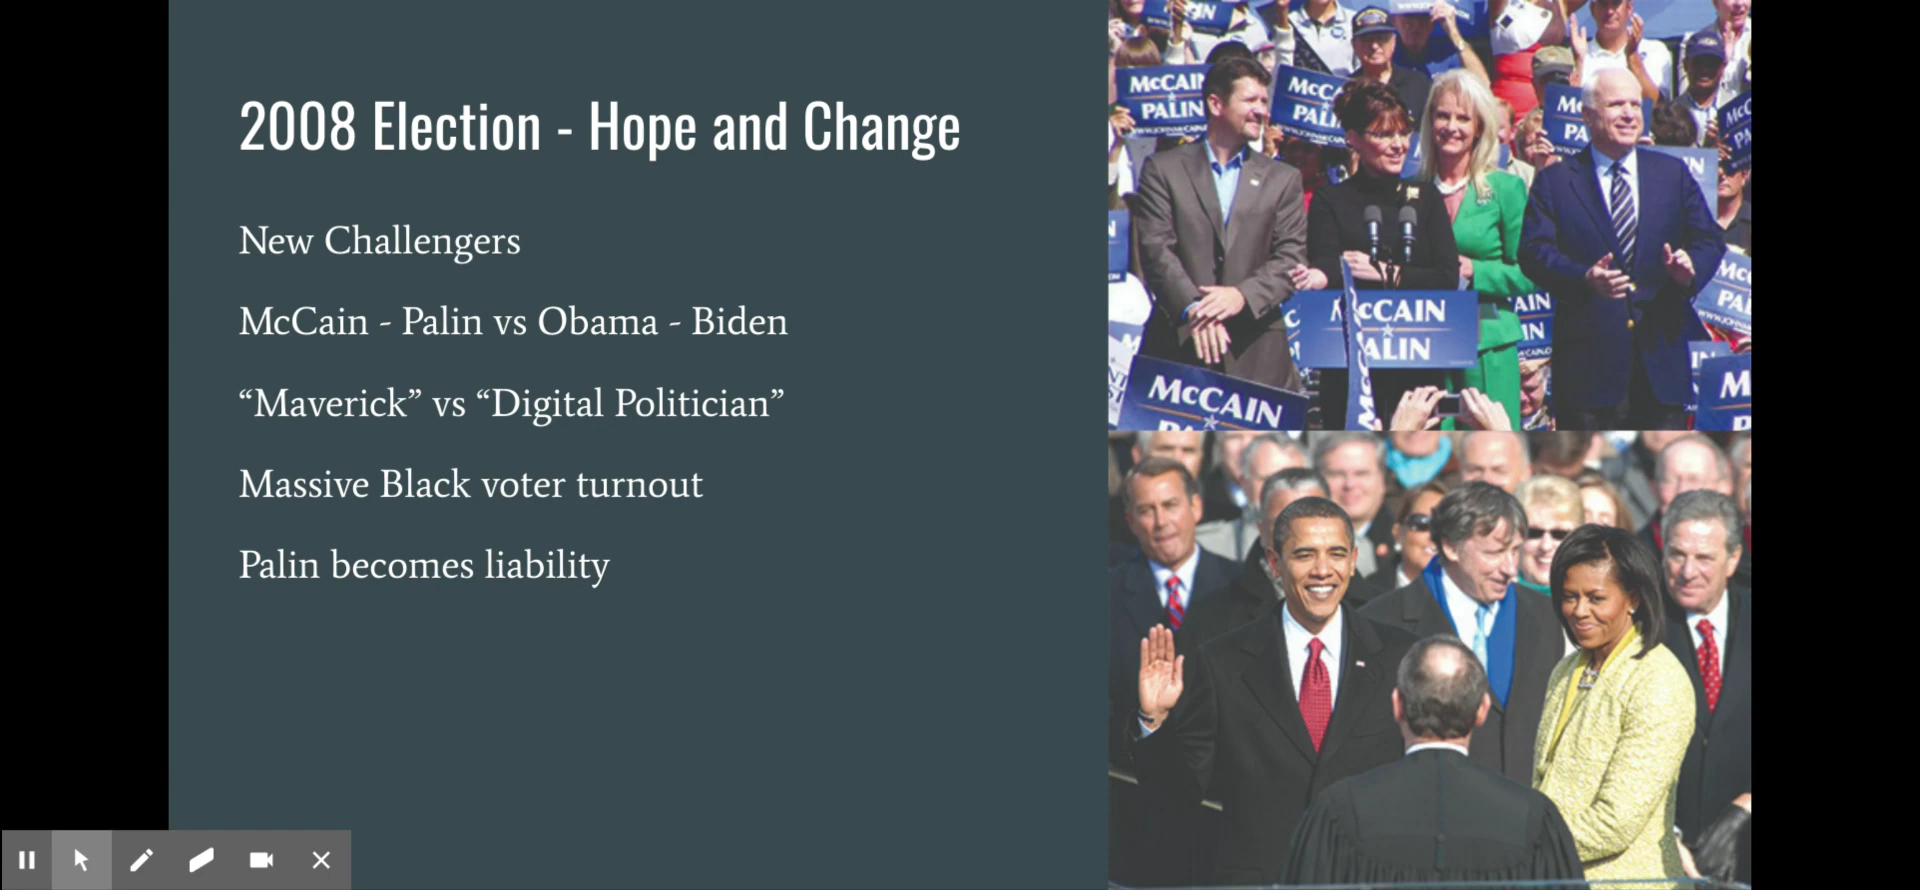 2008 Election - Hope and Change
New Challengers
McCain - Palin vs Obama - Biden
“Maverick” vs “Digital Politician”
Massive Black voter turnout
Palin becomes liability
McCAIN
PALIN
McCAIN
ALIN
McCAIN